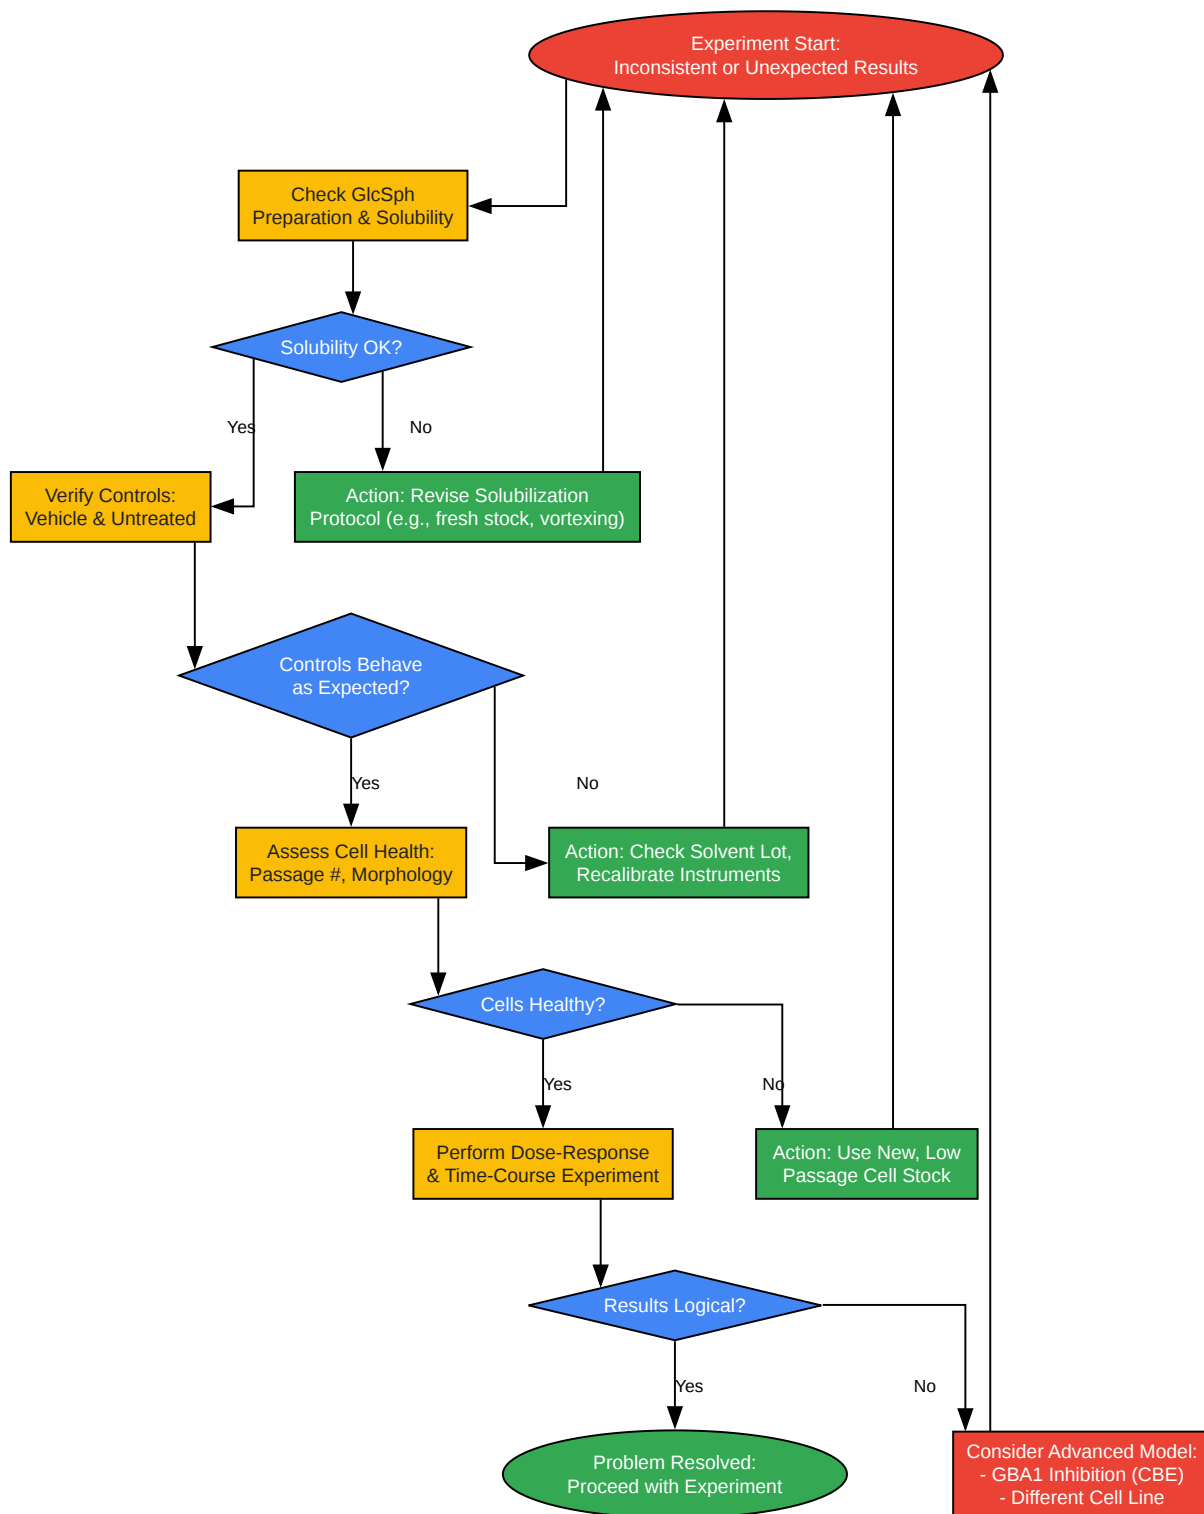 Experiment Start:
Inconsistent or Unexpected Results
Check GlcSph
Preparation & Solubility
Solubility OK?
Yes
No
Verify Controls:
Vehicle & Untreated
Action: Revise Solubilization
Protocol (e.g., fresh stock, vortexing)
Controls Behave
as Expected?
Yes
No
Assess Cell Health:
Passage #, Morphology
Action: Check Solvent Lot,
Recalibrate Instruments
Cells Healthy?
Yes
No
Perform Dose-Response
& Time-Course Experiment
Action: Use New, Low
Passage Cell Stock
Results Logical?
Yes
No
Problem Resolved:
Proceed with Experiment
Consider Advanced Model:
- GBA1 Inhibition (CBE)
- Different Cell Line